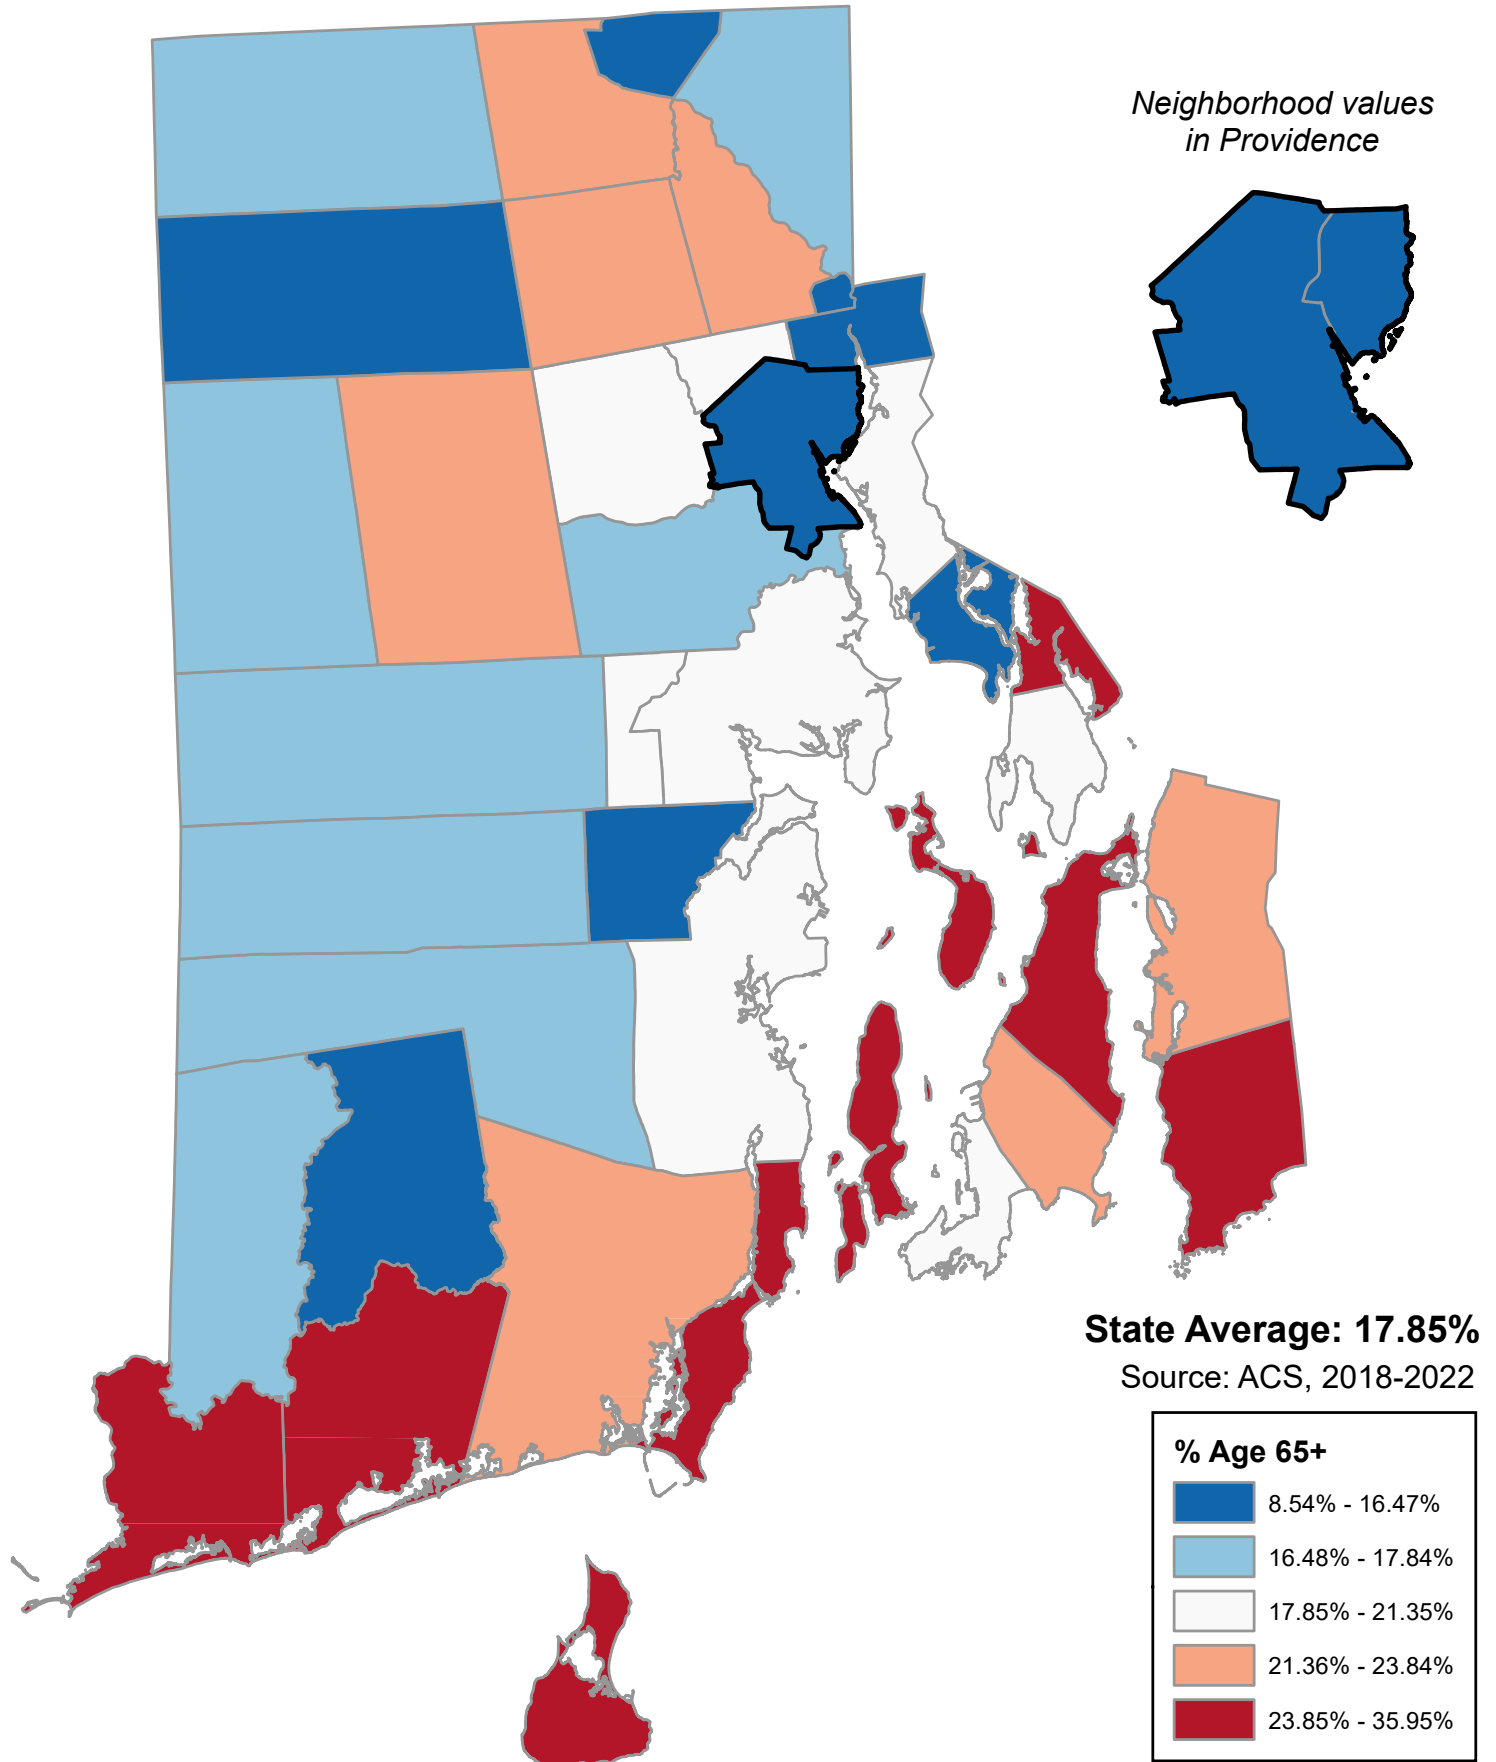 Neighborhood values
in Providence
State Average: 17.85%
Source: ACS, 2018-2022
% Age 65+
8.54% - 16.47%
16.48% - 17.84%
17.85% - 21.35%
21.36% - 23.84%
23.85% - 35.95%